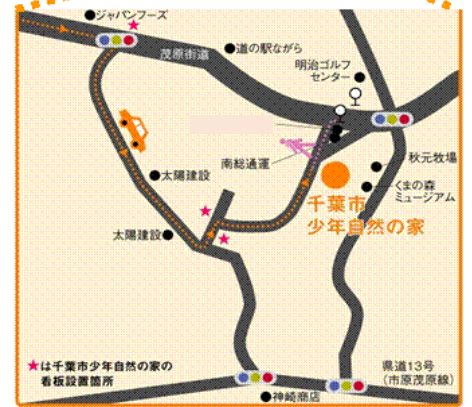 ジャパンフーズ
茂原街道
道の駅ながら
明治ゴルフ
センター
南総通運
太陽建設
秋元牧場
くまの森
ミュージアム
千葉市
少年自然の家
太陽建設
★は千葉市少年自然の家の
看板設置箇所
県道13号
(市原茂原線)
神崎商店